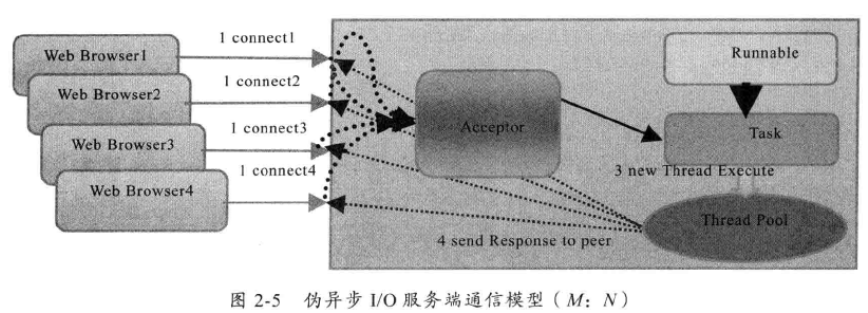 Web Browser1
Web Browser2
Web Browser3
Web Browser4
1 connect1
1 connect2
1 connect3
1 connect4
Acceptor
Runnable
Task
3 new Thread Execute
Thread Pool
4 send Response to peer
图 2-5 伪异步 I/O 服务端通信模型（M：N）